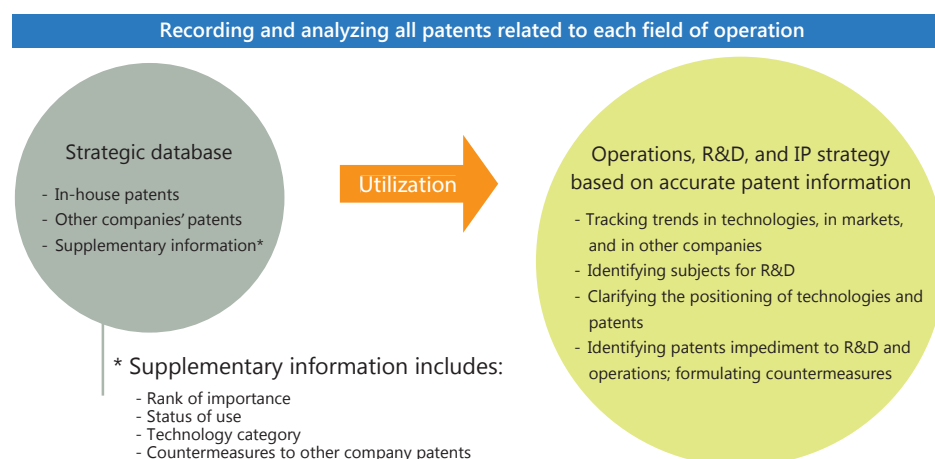 Recording and analyzing all patents related to each field of operation
Strategic database
- In-house patents
- Other companies' patents
- Supplementary information*
Utilization
Operations, R&D, and IP strategy
based on accurate patent information
- Tracking trends in technologies, in markets,
and in other companies
- Identifying subjects for R&D
- Clarifying the positioning of technologies and
patents
- Identifying patents impediment to R&D and
operations; formulating countermeasures
* Supplementary information includes:
- Rank of importance
- Status of use
- Technology category
- Countermeasures to other company patents